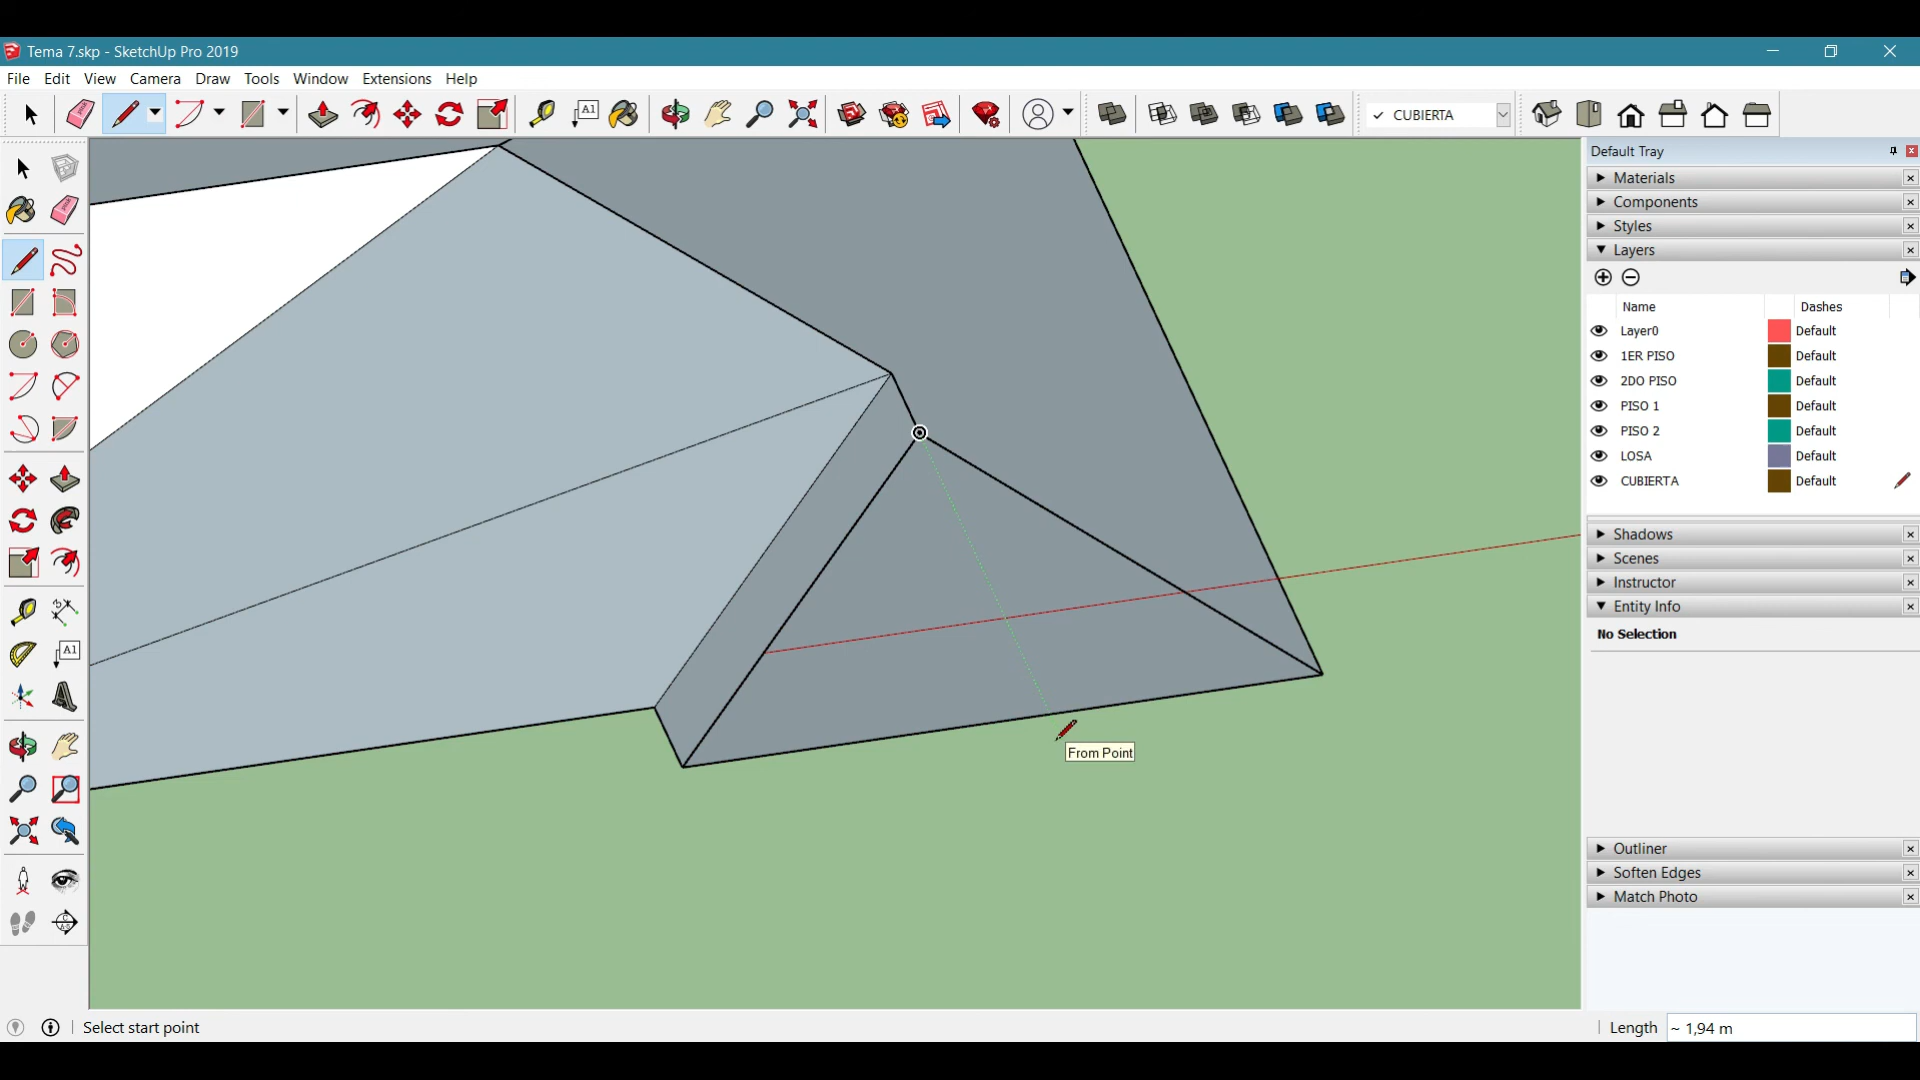 Tema 7.skp - SketchUp Pro 2019
File Edit View Camera Draw Tools Window Extensions Help
A1
CUBIERTA
Default Tray
Materials
Components
Styles
Layers
Name Dashes
Layer0 Default
1ER PISO Default
2DO PISO Default
PISO 1 Default
PISO 2 Default
LOSA Default
CUBIERTA Default
Shadows
Scenes
Instructor
Entity Info
No Selection
A1
From Point
Outliner
Soften Edges
Match Photo
Select start point
Length ~ 1,94 m